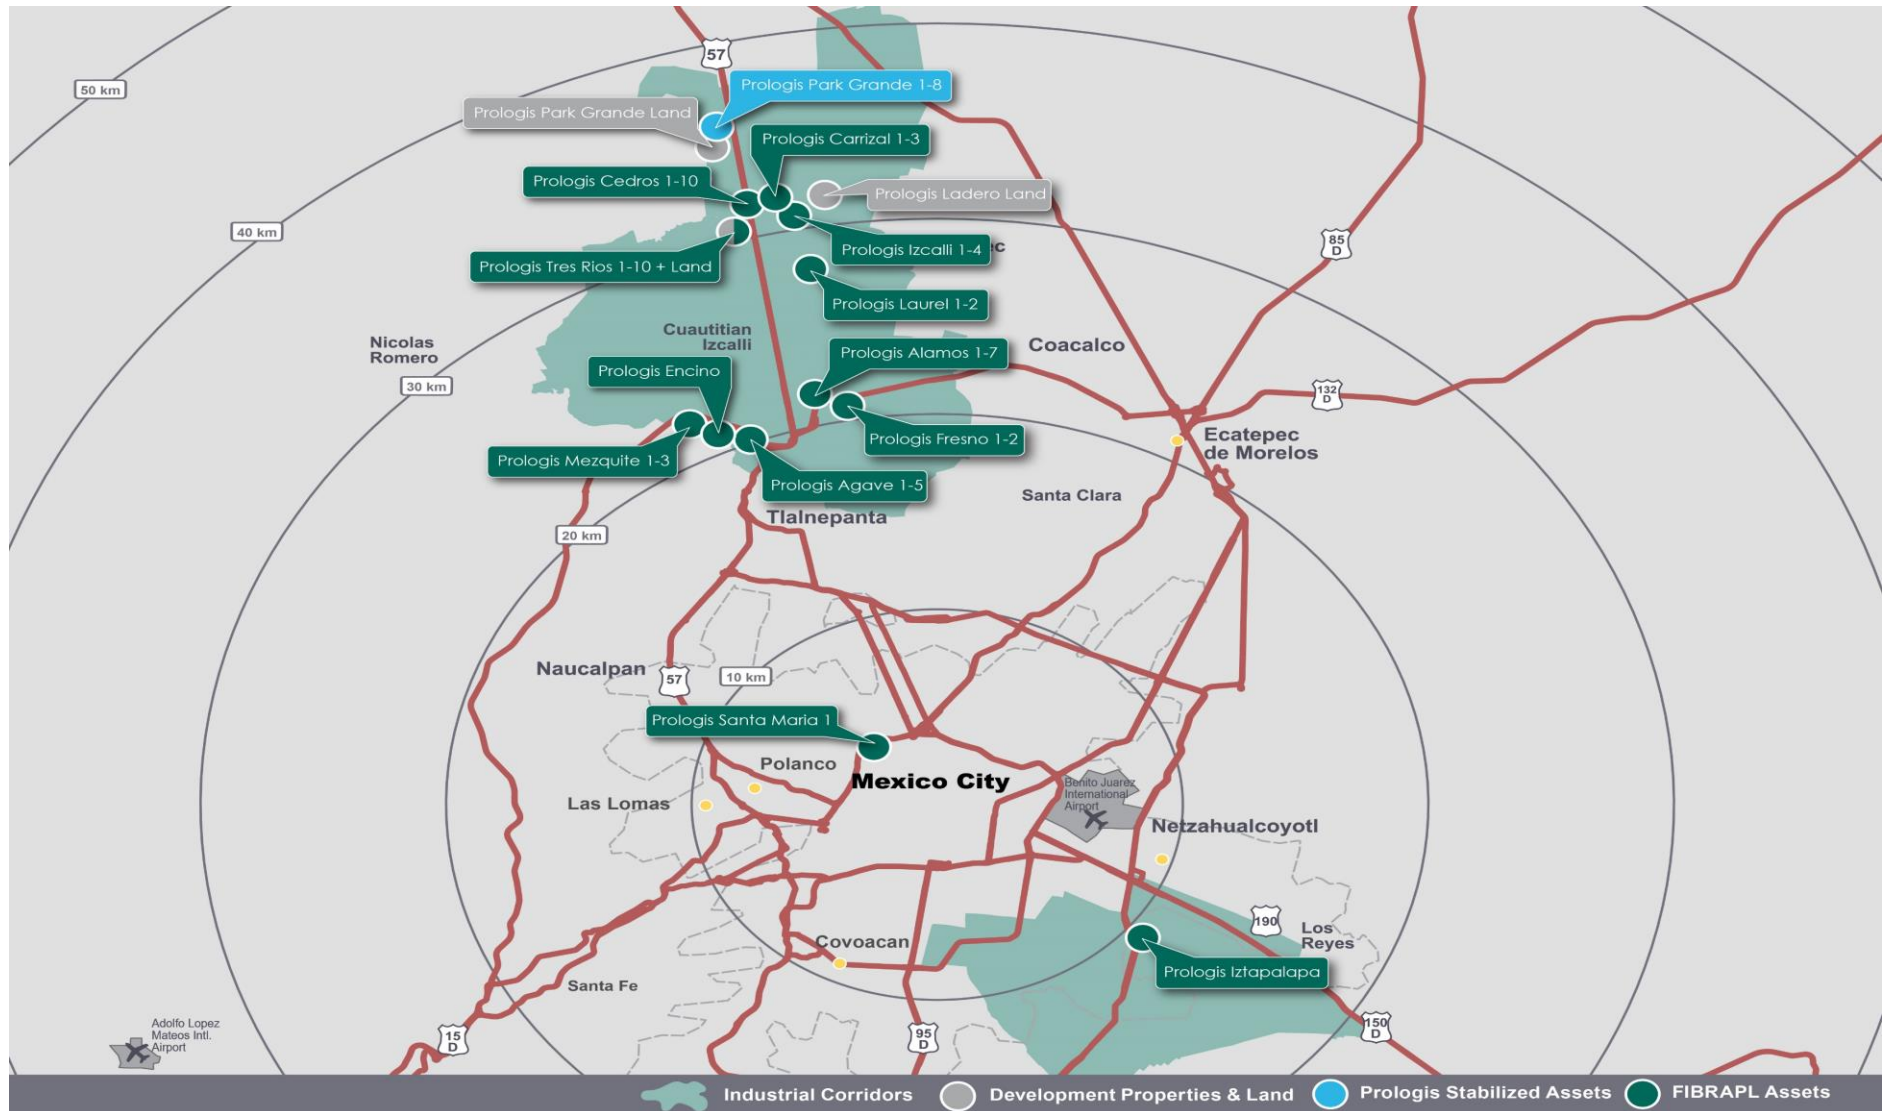 57
Prologis Park Grande 1-8
50 km
Prologis Park Grande Land
Prologis Carrizal 1-3
Prologis Cedros 1-10
Prologis Ladero Land
40 km
85
D
Prologis Izcalli 1-4
ec
Prologis Tres Rios 1-10 + Land
Prologis Laurel 1-2
Cuautitian
Izcalli
Nicolas
Romero
Coacalco
Prologis Alamos 1-7
Prologis Encino
30 km
132
D
Prologis Fresno 1-2
Ecatepec
de Morelos
Prologis Mezquite 1-3
Prologis Agave 1-5
Santa Clara
Tlalnepanta
20 km
Naucalpan
57
10 km
Prologis Santa Maria 1
Polanco
Mexico City
Las Lomas
Benito Juarez
International
Airport
Netzahualcoyotl
190
Los
Reyes
Covoacan
Prologis Iztapalapa
Santa Fe
Adolfo Lopez
Mateos Intl.
Airport
15
D
95
D
150
D
Industrial Corridors
Development Properties & Land
Prologis Stabilized Assets
FIBRAPL Assets